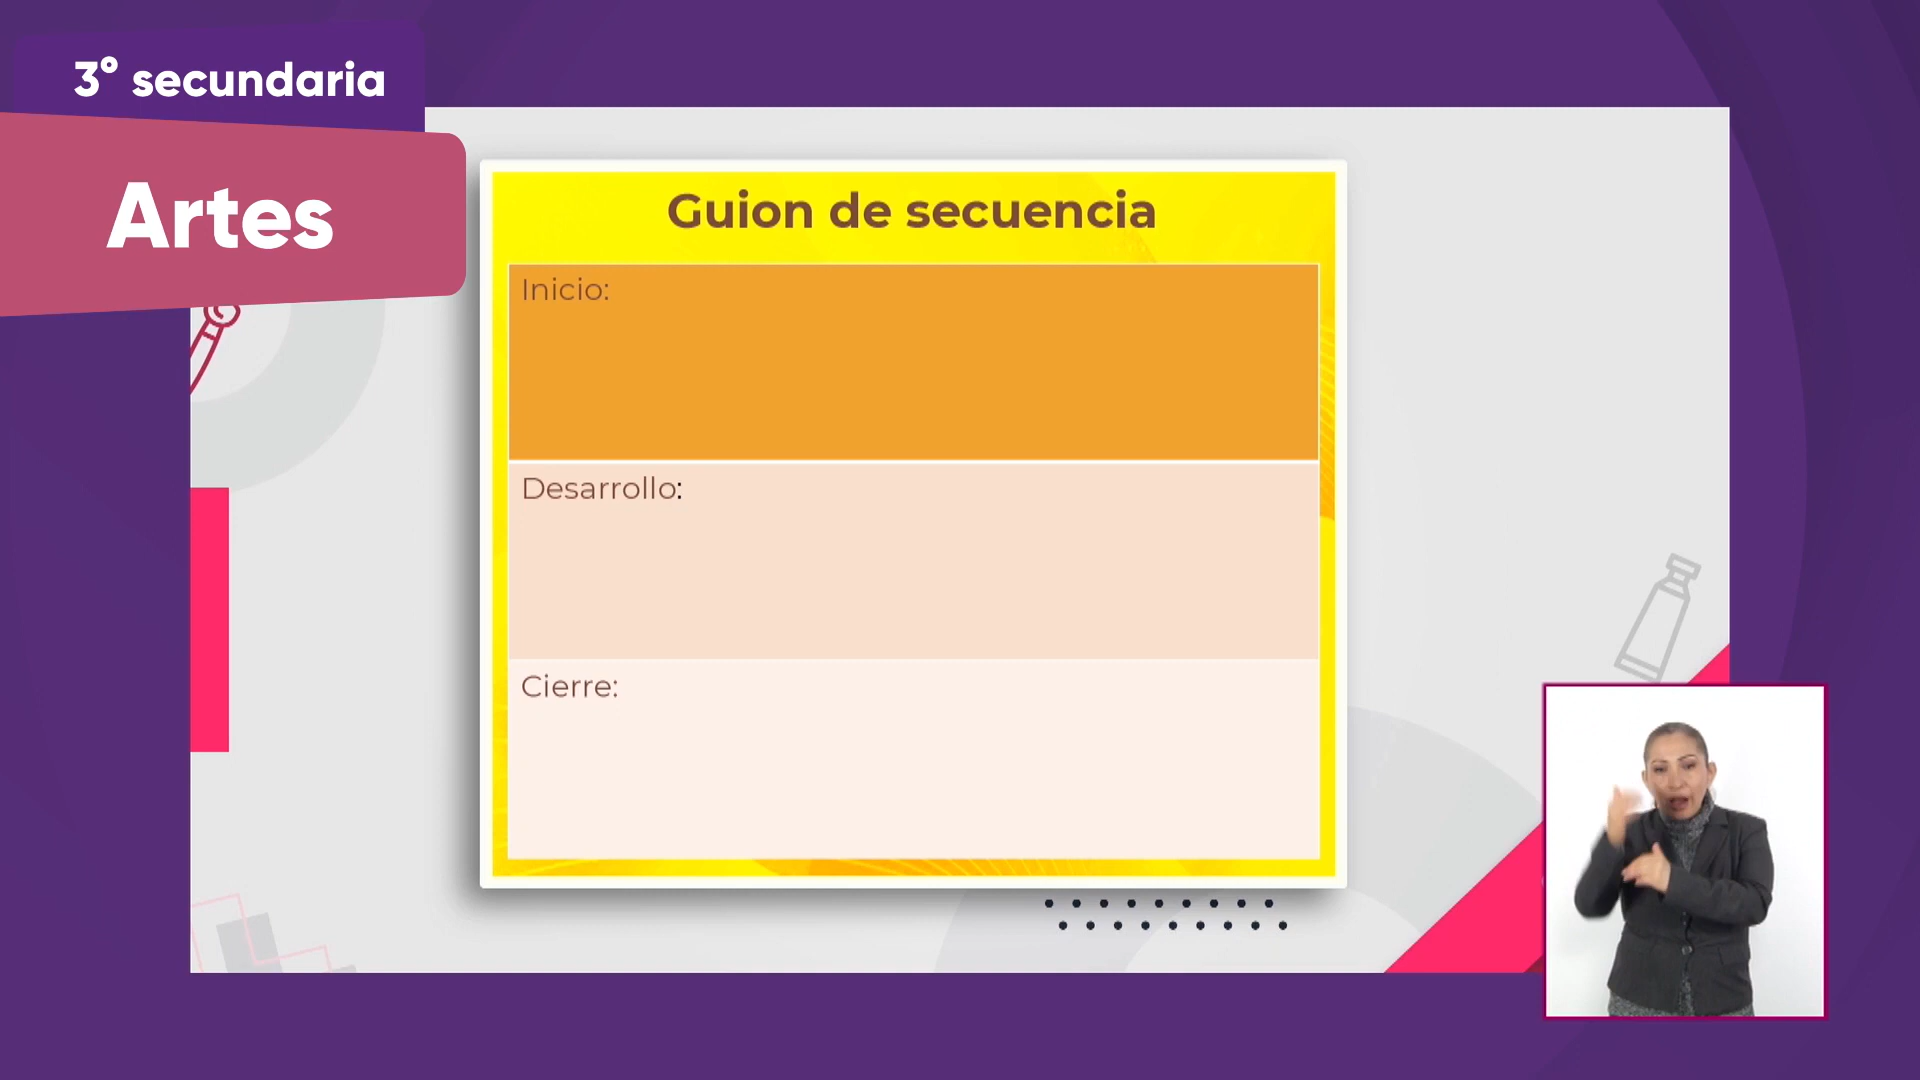 3° secundaria
Artes
Guion de secuencia
Inicio:
Desarrollo:
Cierre: